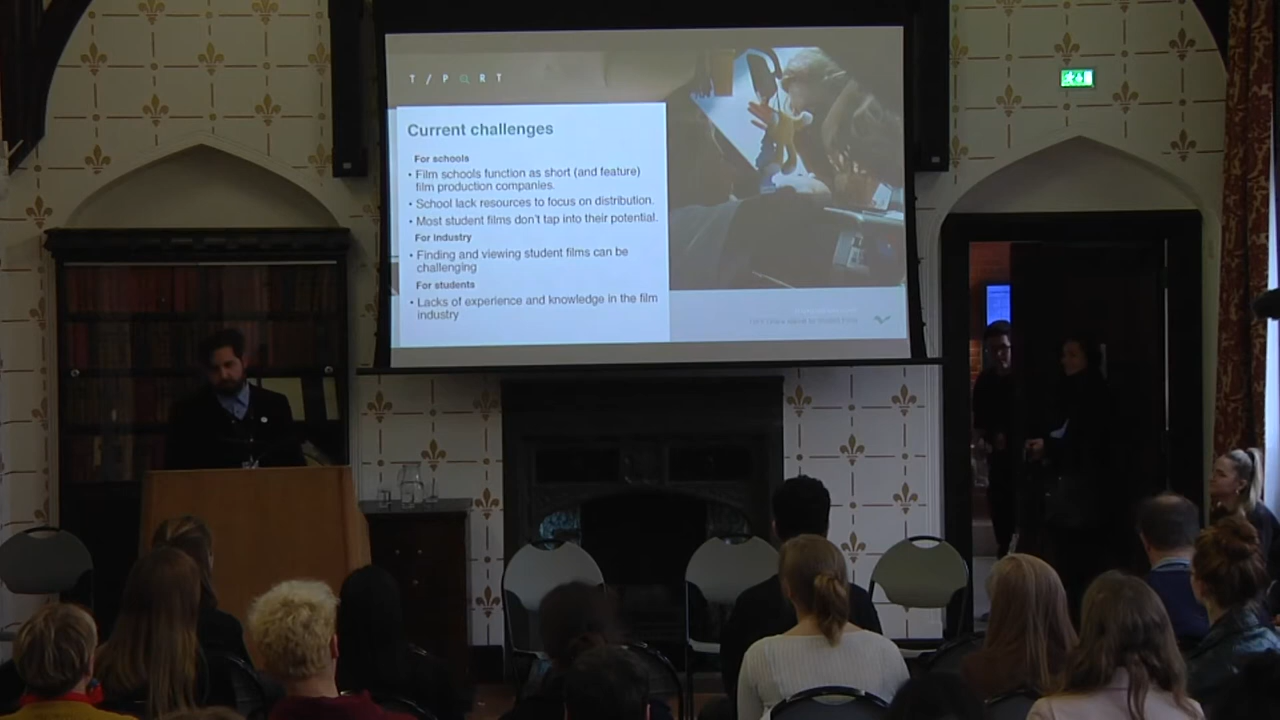 T / P O R T
Current challenges
For schools
• Film schools function as short (and feature)
film production companies.
• School lack resources to focus on distribution.
• Most student films don't tap into their potential.
For industry
• Finding and viewing student films can be
challenging
For students
• Lacks of experience and knowledge in the film
industry